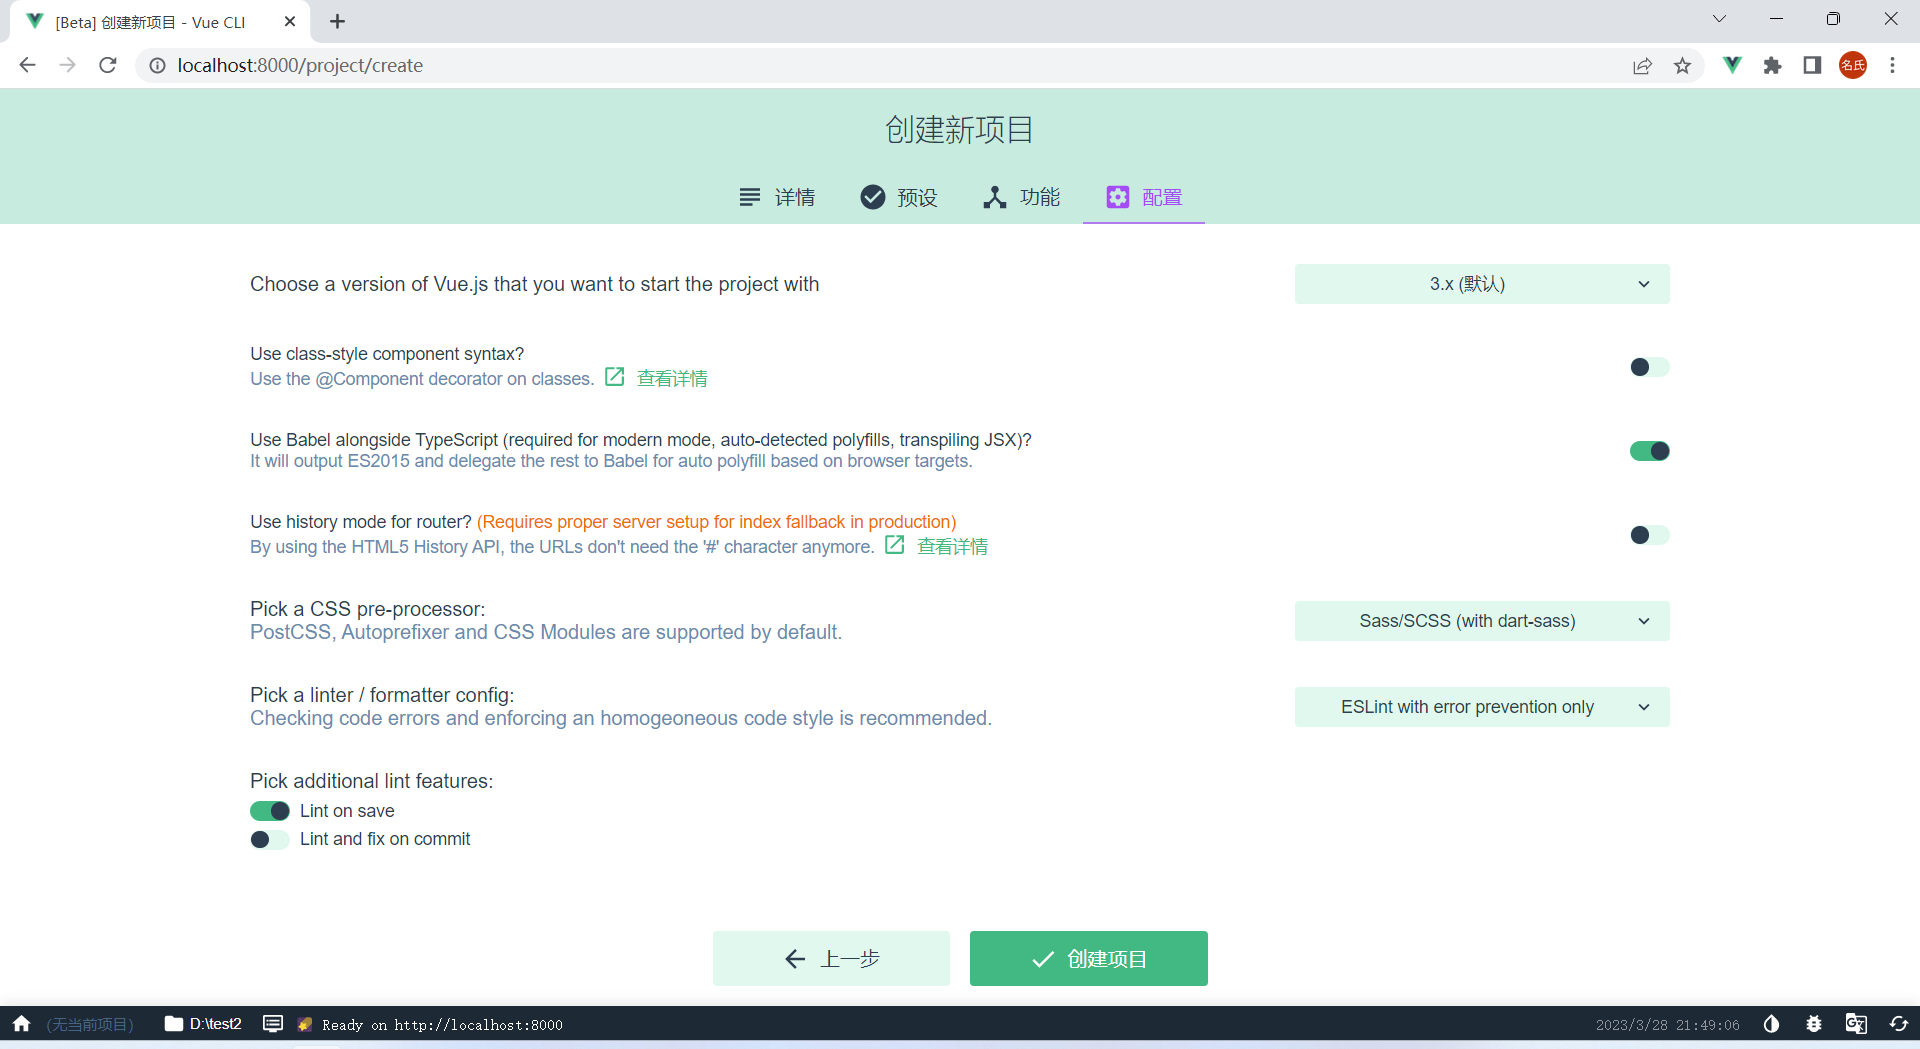 [Beta] 创建新项目 - Vue CLI
localhost:8000/project/create
名氏
创建新项目
详情 预设 功能 配置
Choose a version of Vue.js that you want to start the project with 3.x (默认)
Use class-style component syntax?
Use the @Component decorator on classes. 查看详情
Use Babel alongside TypeScript (required for modern mode, auto-detected polyfills, transpiling JSX)?
It will output ES2015 and delegate the rest to Babel for auto polyfill based on browser targets.
Use history mode for router? (Requires proper server setup for index fallback in production)
By using the HTML5 History API, the URLs don't need the '#' character anymore. 查看详情
Pick a CSS pre-processor:
PostCSS, Autoprefixer and CSS Modules are supported by default.
Sass/SCSS (with dart-sass)
Pick a linter / formatter config:
Checking code errors and enforcing an homogeoneous code style is recommended.
ESLint with error prevention only
Pick additional lint features:
Lint on save
Lint and fix on commit
上一步 创建项目
(无当前项目) D:\test2 Ready on http://localhost:8000 2023/3/28 21:49:06